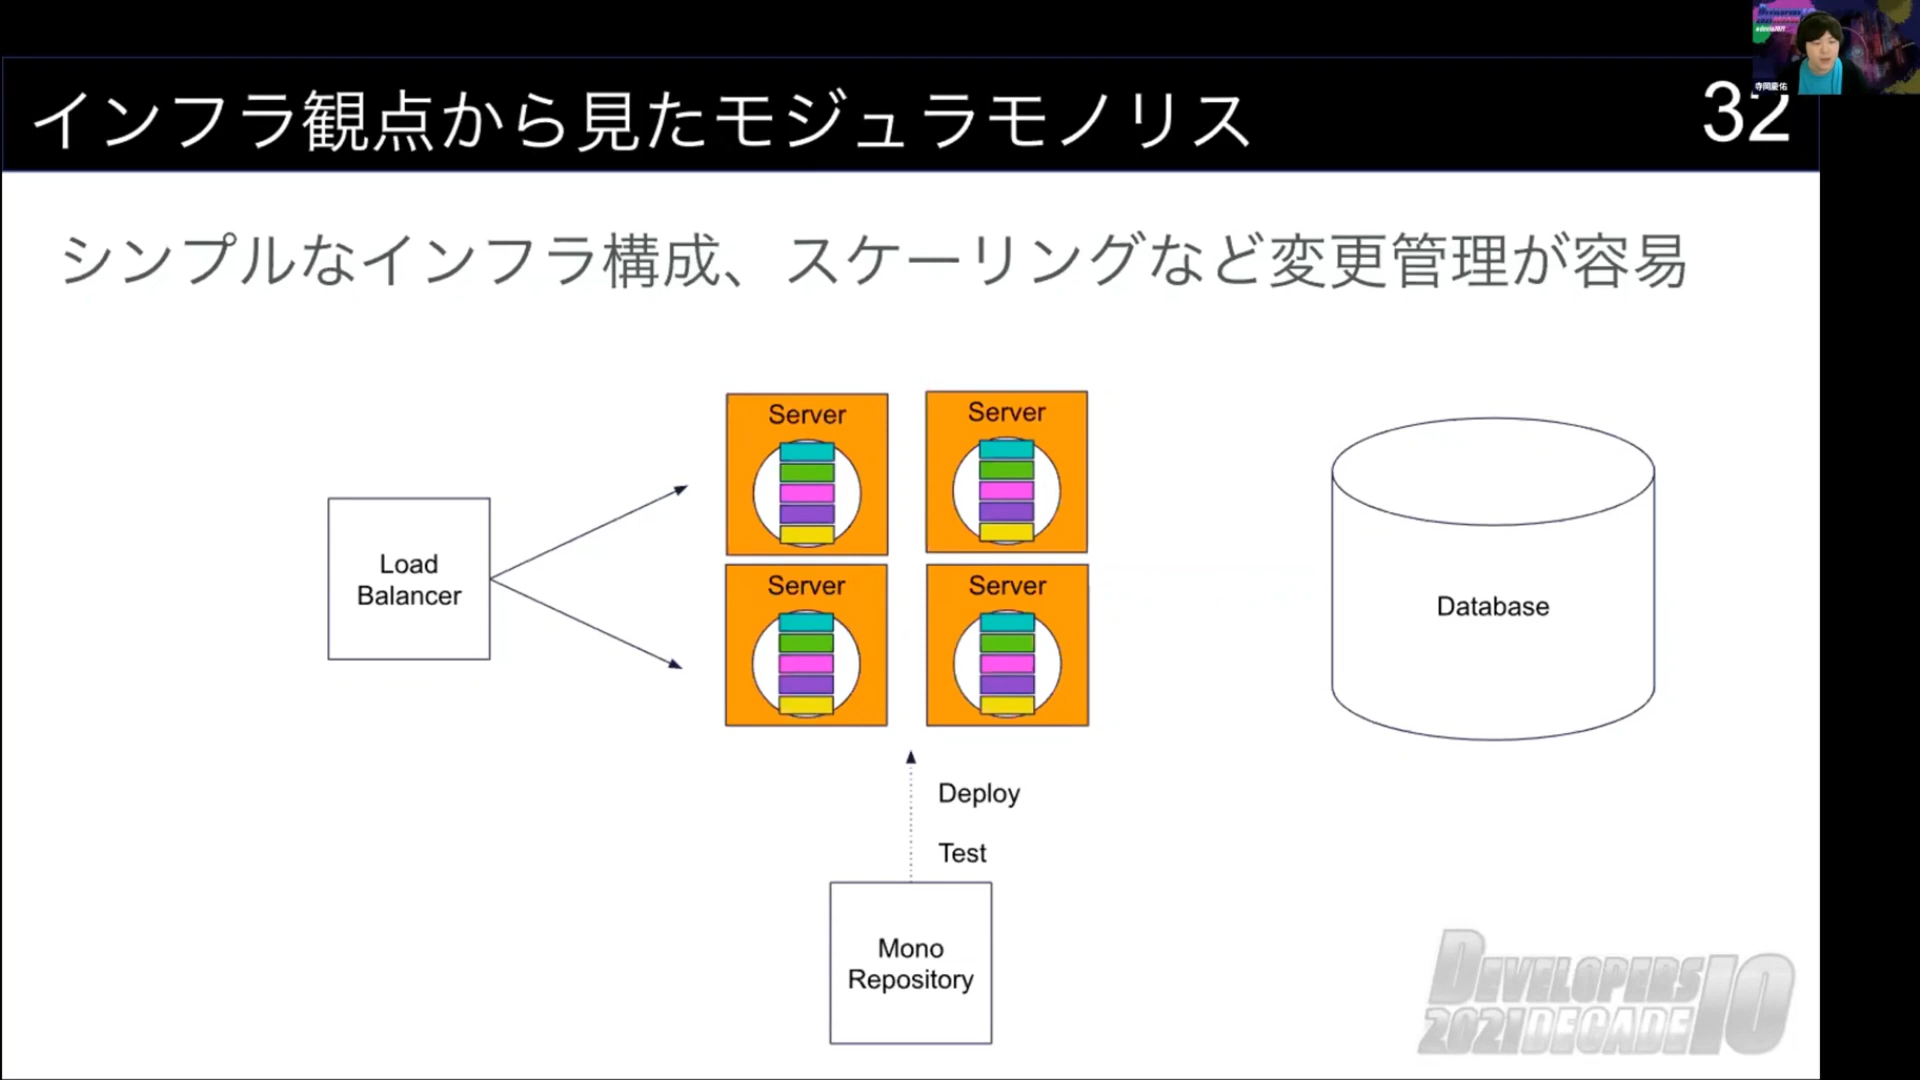 インフラ観点から見たモジュラモノリス
32
シンプルなインフラ構成、スケーリングなど変更管理が容易
Server
Server
Load
Balancer
Server
Server
Database
Deploy
Test
Mono
Repository
DEVELOPERS IO
2021 DECADE